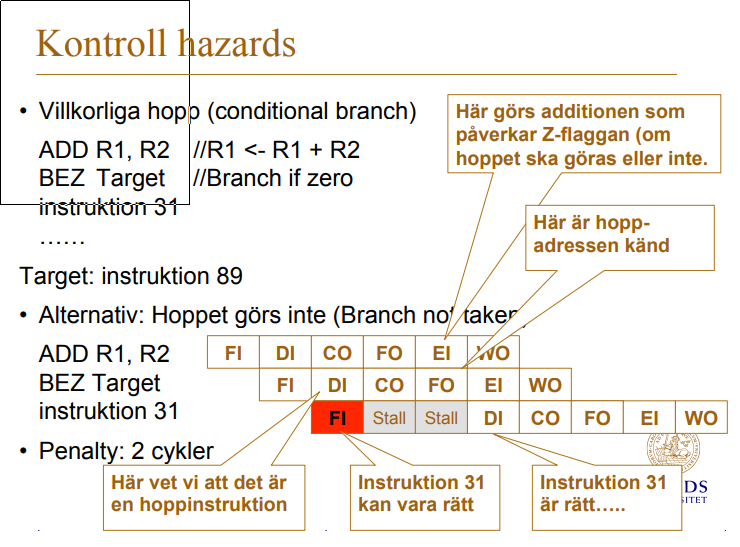 Kontroll hazards
• Villkorliga hopp (conditional branch)
ADD R1, R2 //R1 <- R1 + R2
BEZ Target //Branch if zero
instruktion 31
……
Target: instruktion 89
Här görs additionen som
påverkar Z-flaggan (om
hoppet ska göras eller inte.
Här är hopp-
adressen känd
• Alternativ: Hoppet görs inte (Branch not taken)
ADD R1, R2 FI DI CO FO EI WO
BEZ Target FI DI CO FO EI WO
instruktion 31 FI Stall Stall DI CO FO EI WO
• Penalty: 2 cykler
Här vet vi att det är
en hoppinstruktion
Instruktion 31
kan vara rätt
Instruktion 31
är rätt…..
DS
SITET